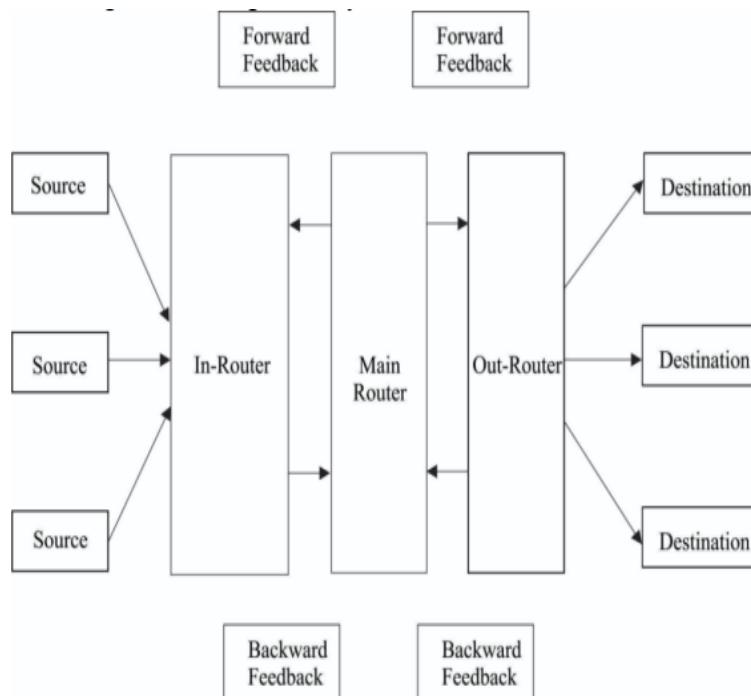 Forward
Feedback
Forward
Feedback
Source
Destination
Source
In-Router
Main
Router
Out-Router
Destination
Source
Destination
Backward
Feedback
Backward
Feedback